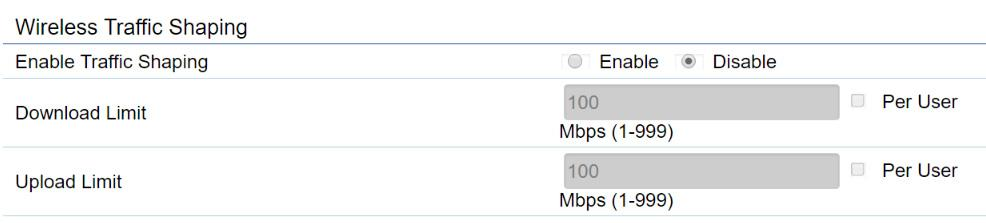 Wireless Traffic Shaping
Enable Traffic Shaping Enable Disable
Download Limit 100 Per User
Mbps (1-999)
Upload Limit 100 Per User
Mbps (1-999)